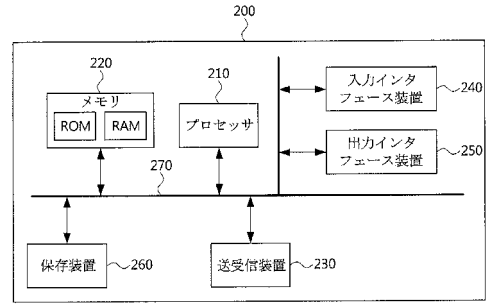 200
220
メモリ
ROM
RAM
210
プロセッサ
入力インタ
フェース装置
240
出力インタ
フェース装置
250
270
保存装置
260
送受信装置
230